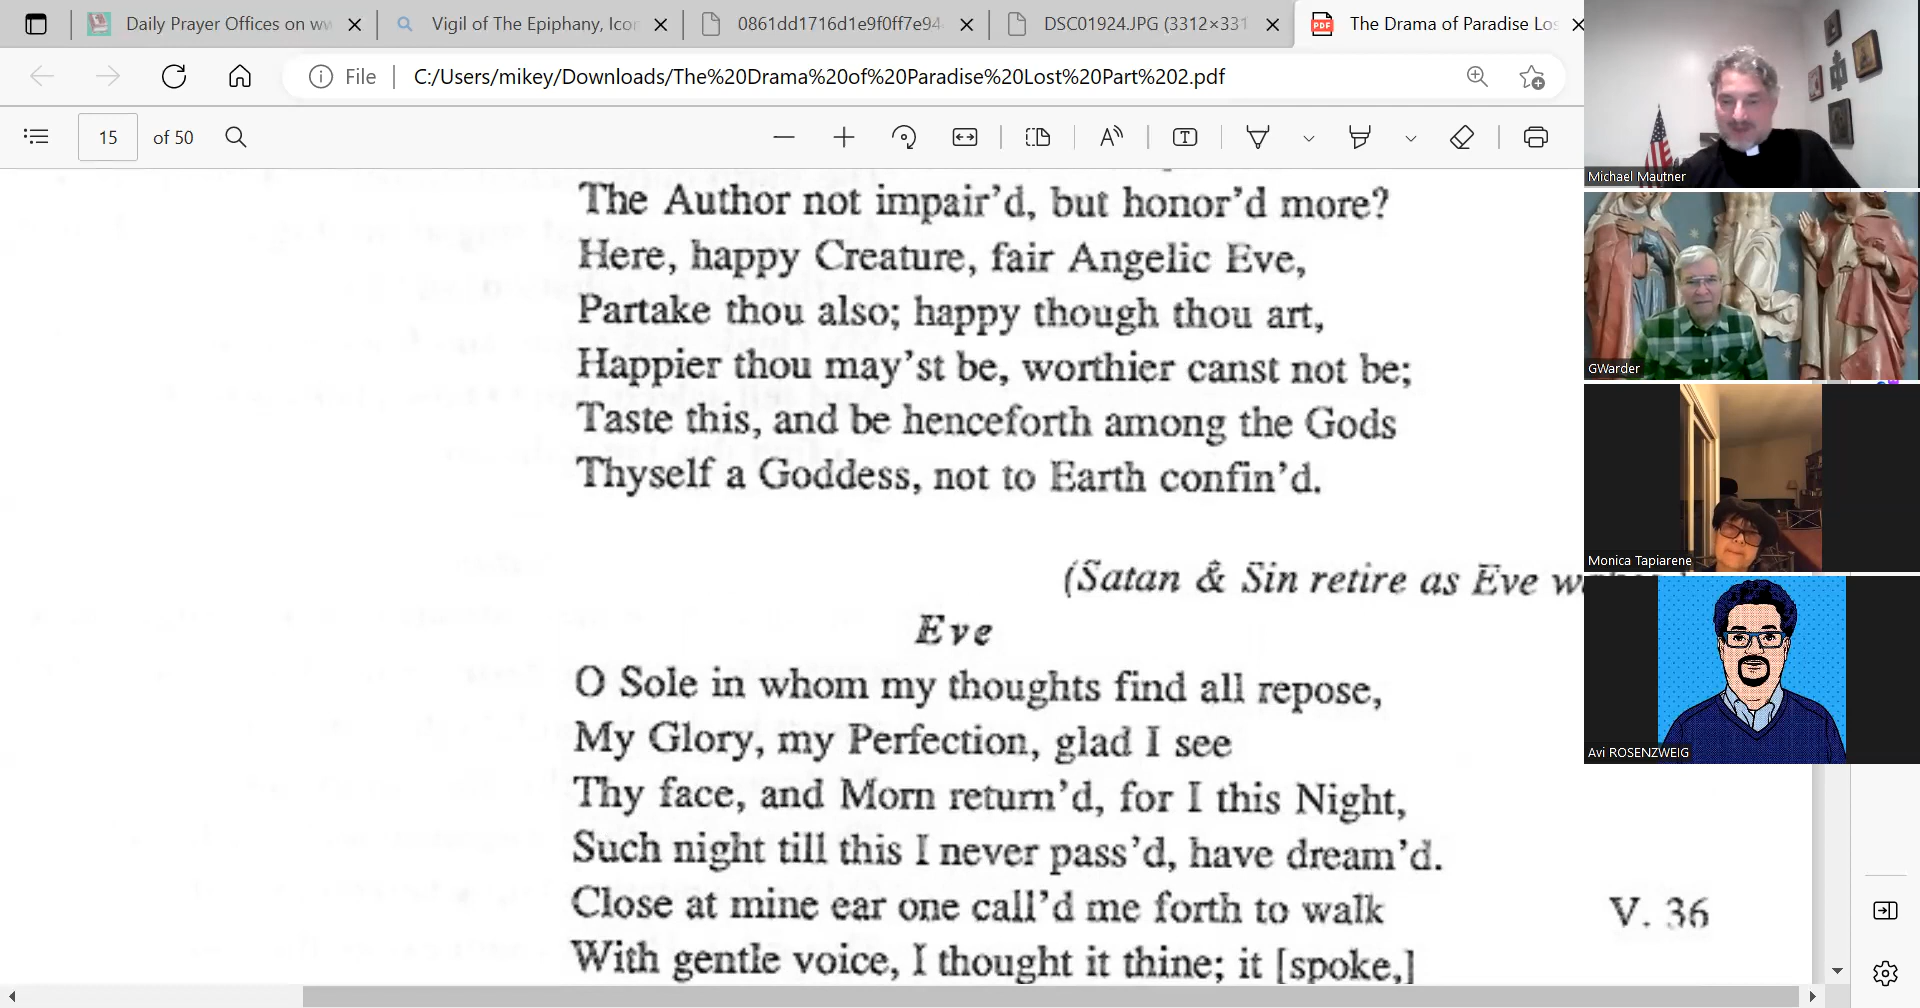 Daily Prayer Offices on ww
Vigil of The Epiphany, Icon
0861dd1716d1e9f0ff7e94
DSC01924.JPG (3312×331
PDF
The Drama of Paradise Los
File
C:/Users/mikey/Downloads/The%20Drama%20of%20Paradise%20Lost%20Part%202.pdf
15 of 50
The Author not impair’d, but honor’d more?
Here, happy Creature, fair Angelic Eve,
Partake thou also; happy though thou art,
Happier thou may’st be, worthier canst not be;
Taste this, and be henceforth among the Gods
Thyself a Goddess, not to Earth confin’d.
(Satan & Sin retire as Eve
Eve
O Sole in whom my thoughts find all repose,
My Glory, my Perfection, glad I see
Thy face, and Morn return’d, for I this Night,
Such night till this I never pass’d, have dream’d.
Close at mine ear one call’d me forth to walk
V. 36
With gentle voice, I thought it thine; it [spoke,]
Michael Mautner
GWarder
Monica Tapiarene
Avi ROSENZWEIG